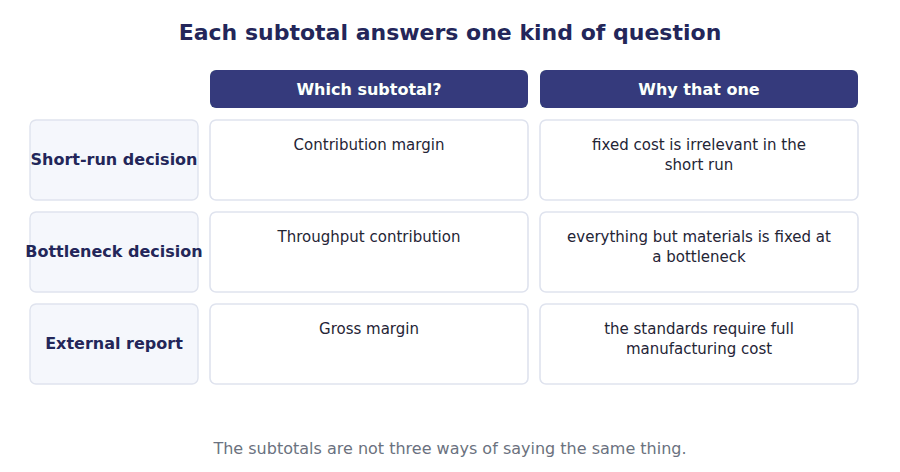 Each subtotal answers one kind of question
Which subtotal?
Why that one
Short-run decision
Contribution margin
fixed cost is irrelevant in the
short run
Bottleneck decision
Throughput contribution
everything but materials is fixed at
a bottleneck
External report
Gross margin
the standards require full
manufacturing cost
The subtotals are not three ways of saying the same thing.